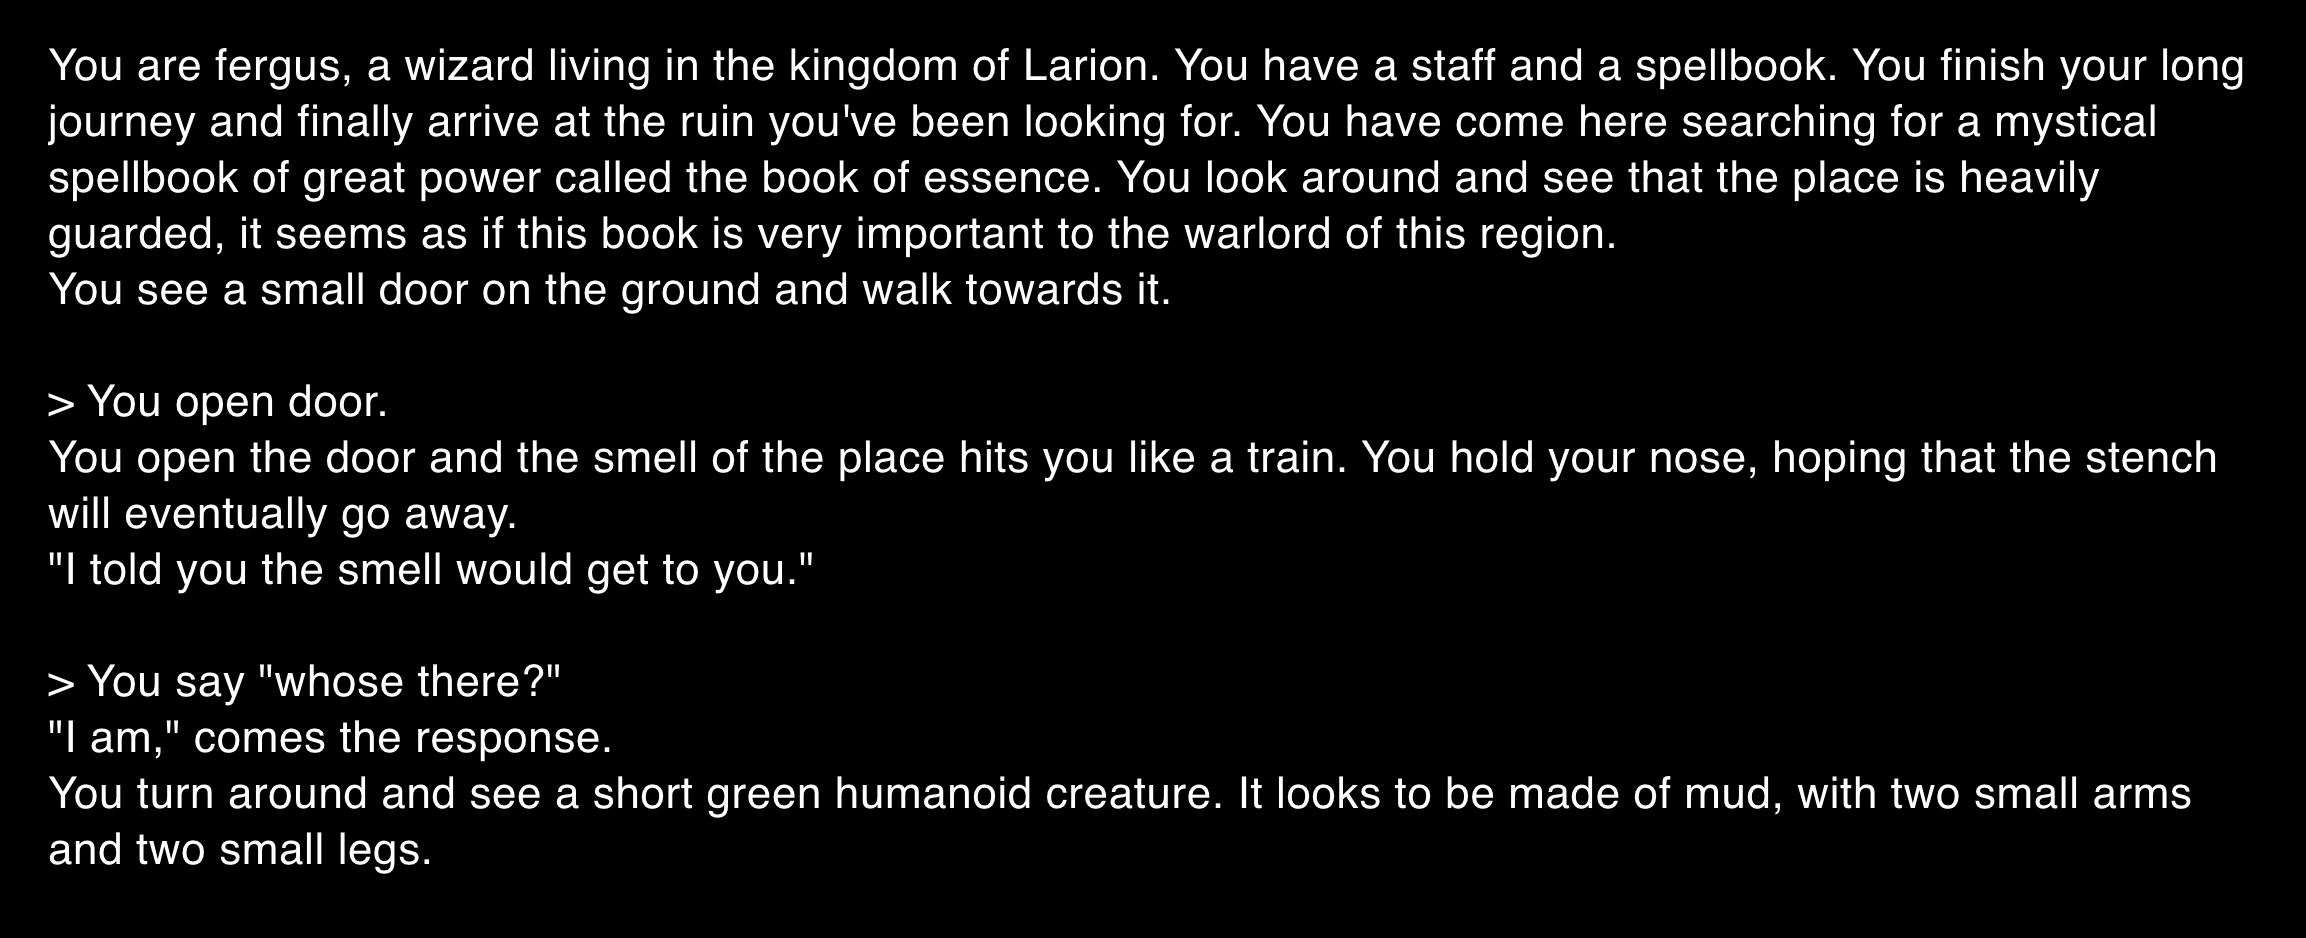 You are fergus, a wizard living in the kingdom of Larion. You have a staff and a spellbook. You finish your long
journey and finally arrive at the ruin you've been looking for. You have come here searching for a mystical
spellbook of great power called the book of essence. You look around and see that the place is heavily
guarded, it seems as if this book is very important to the warlord of this region.
You see a small door on the ground and walk towards it.

> You open door.
You open the door and the smell of the place hits you like a train. You hold your nose, hoping that the stench
will eventually go away.
"I told you the smell would get to you."

> You say "whose there?"
"I am," comes the response.
You turn around and see a short green humanoid creature. It looks to be made of mud, with two small arms
and two small legs.